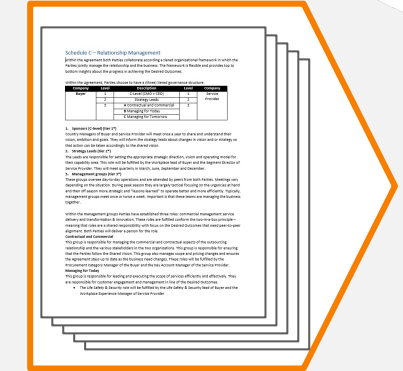 Schedule C – Relationship Management
Within the agreement both Parties collaborate according a tiered organisational framework in which the
Parties jointly manage the relationship and the business. The framework is flexible and provides top to
bottom insights about the progress in achieving the Desired Outcomes.
Within the Agreement, Parties choose to have a (three) tiered governance structure.
Company Level Description Level Company
Buyer 1 C Level (CMO + CEO) 1 Service
2 Strategy Leads 2 Provider
3 A Contractual and Commercial 3
B Managing for Today
C Managing for Tomorrow
1. Sponsors (C-level) (Tier 1st)
Country Managers of Buyer and Service Provider will meet once a user to share and understand their
vision, ambition and goals. They will inform the strategy leads about changes in vision and or strategy so
that action can be taken accordingly to the shared vision.
2. Strategy Leads (Tier 2nd)
The Leads are responsible for setting the appropriate strategic direction, vision and operating model for
their capability area. This role will be fulfilled by the Workplace lead of Buyer and the Segment Director of
Service Provider. They will meet quarterly in March, June, September and December.
3. Management groups (Tier 3rd)
These groups oversee day-to-day operations and are attended by peers from both Parties. Meetings vary
depending on the situation. During peak season they are largely tactical focusing on the urgencies at hand
and then off season more strategic and "lessons learned" to operate better and more efficiently. Typically,
management groups meet once or twice a week. Important is that these teams are managing the business
together.
Within the management groups Parties have established three roles: commercial management service
delivery and transformation & innovation. These roles are fulfilled conform the two-in-a-box principle –
meaning that roles are a shared responsibility with focus on the Desired Outcomes that need peer-to-peer
alignment. Both Parties will deliver a person for the role.
Contractual and Commercial
This group is responsible for managing the commercial and contractual aspects of the outsourcing
relationship and the various stakeholders in the two organisations. This group is responsible for ensuring
that the Parties follow the Shared Vision. This group also manages scope and pricing changes and ensures
the Agreement stays up to date as the business need changes. These roles will be fulfilled by the
Procurement Category Manager of the Buyer and the Key Account Manager of the Service Provider.
Managing for Today
This group is responsible for leading and executing the scope of services efficiently and effectively. They
are responsible for customer engagement and management in line of the Desired Outcomes.
• The Life Safety & Security role will be fulfilled by the Life Safety & Security lead of Buyer and the
Workplace Experience Manager of Service Provider